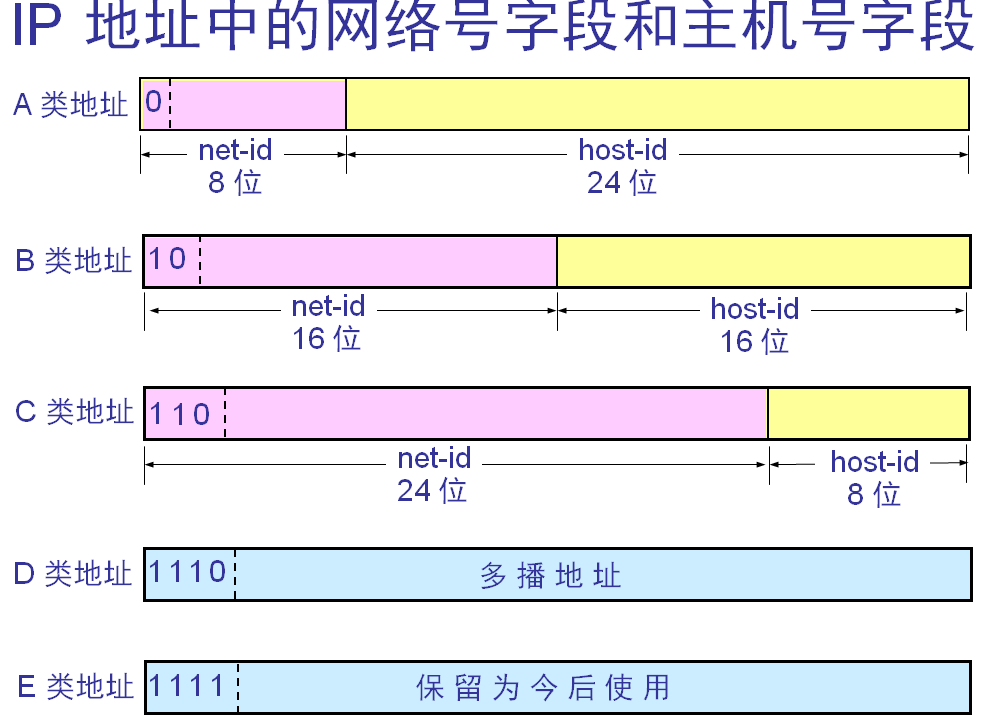 IP 地址中的网络号字段和主机号字段
A 类地址
0
net-id
8 位
host-id
24 位
B 类地址
10
net-id
16 位
host-id
16 位
C 类地址
110
net-id
24 位
host-id
8 位
D 类地址
1110
多播地址
E 类地址
1111
保留为今后使用